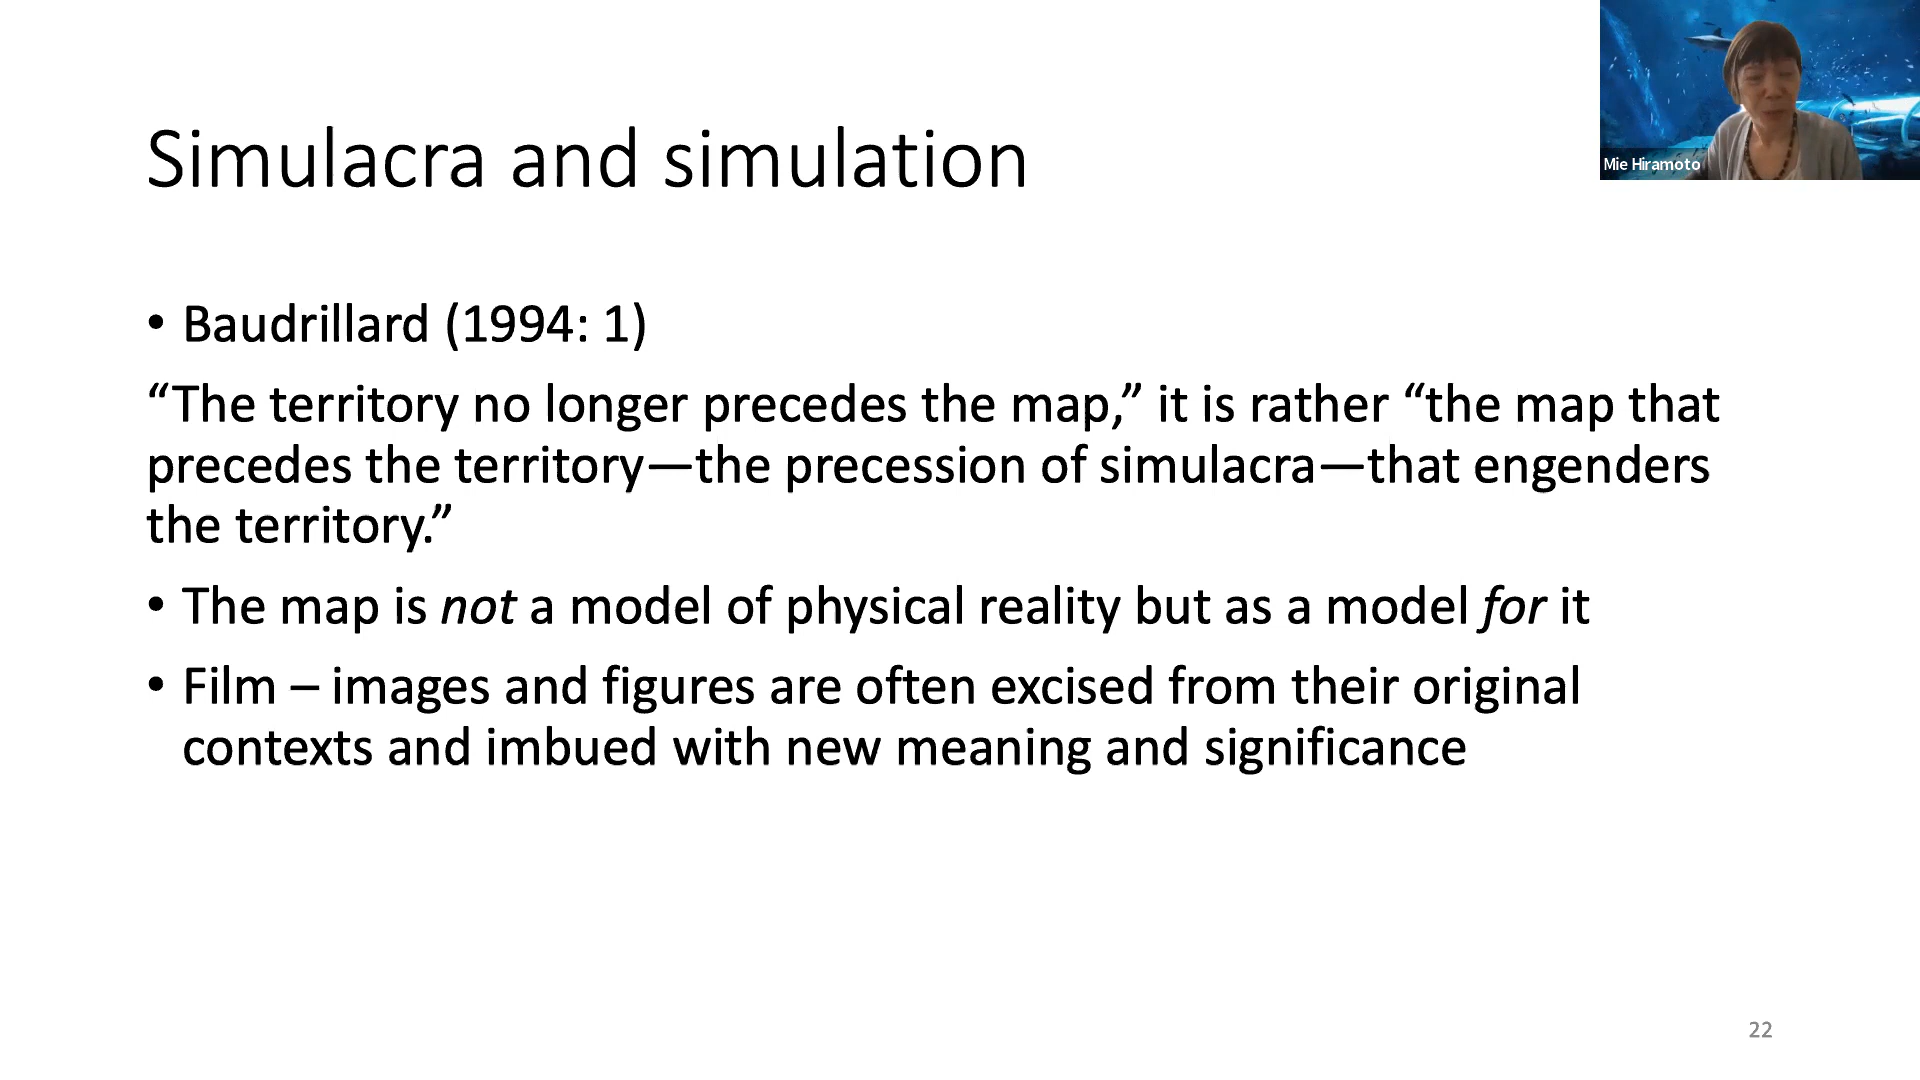 Simulacra and simulation
Mie Hiramoto
• Baudrillard (1994: 1)
“The territory no longer precedes the map,” it is rather “the map that
precedes the territory—the precession of simulacra—that engenders
the territory.”
• The map is not a model of physical reality but as a model for it
• Film – images and figures are often excised from their original
contexts and imbued with new meaning and significance
22